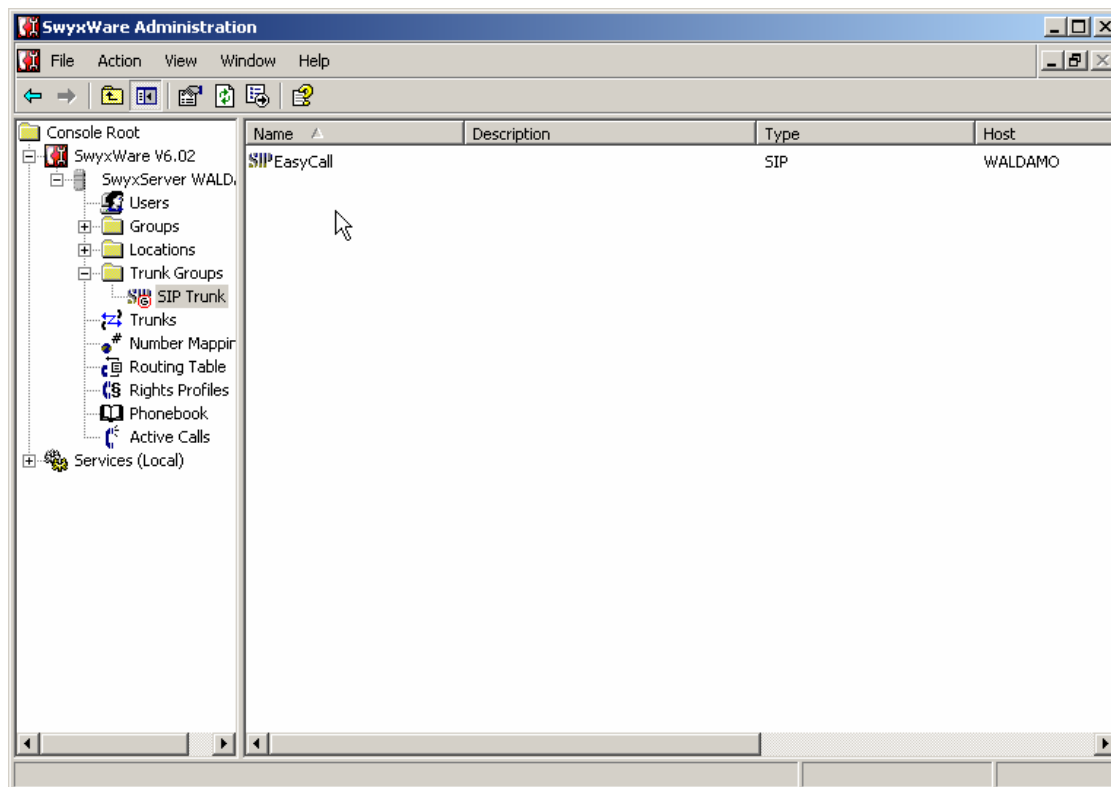 SwyxWare Administration
File Action View Window Help
Console Root
Name Description Type Host
SwyxWare V6.02
SIP EasyCall SIP WALDAMO
SwyxServer WALD
Users
Groups
Locations
Trunk Groups
SIP Trunk
Trunks
Number Mappin
Routing Table
Rights Profiles
Phonebook
Active Calls
Services (Local)